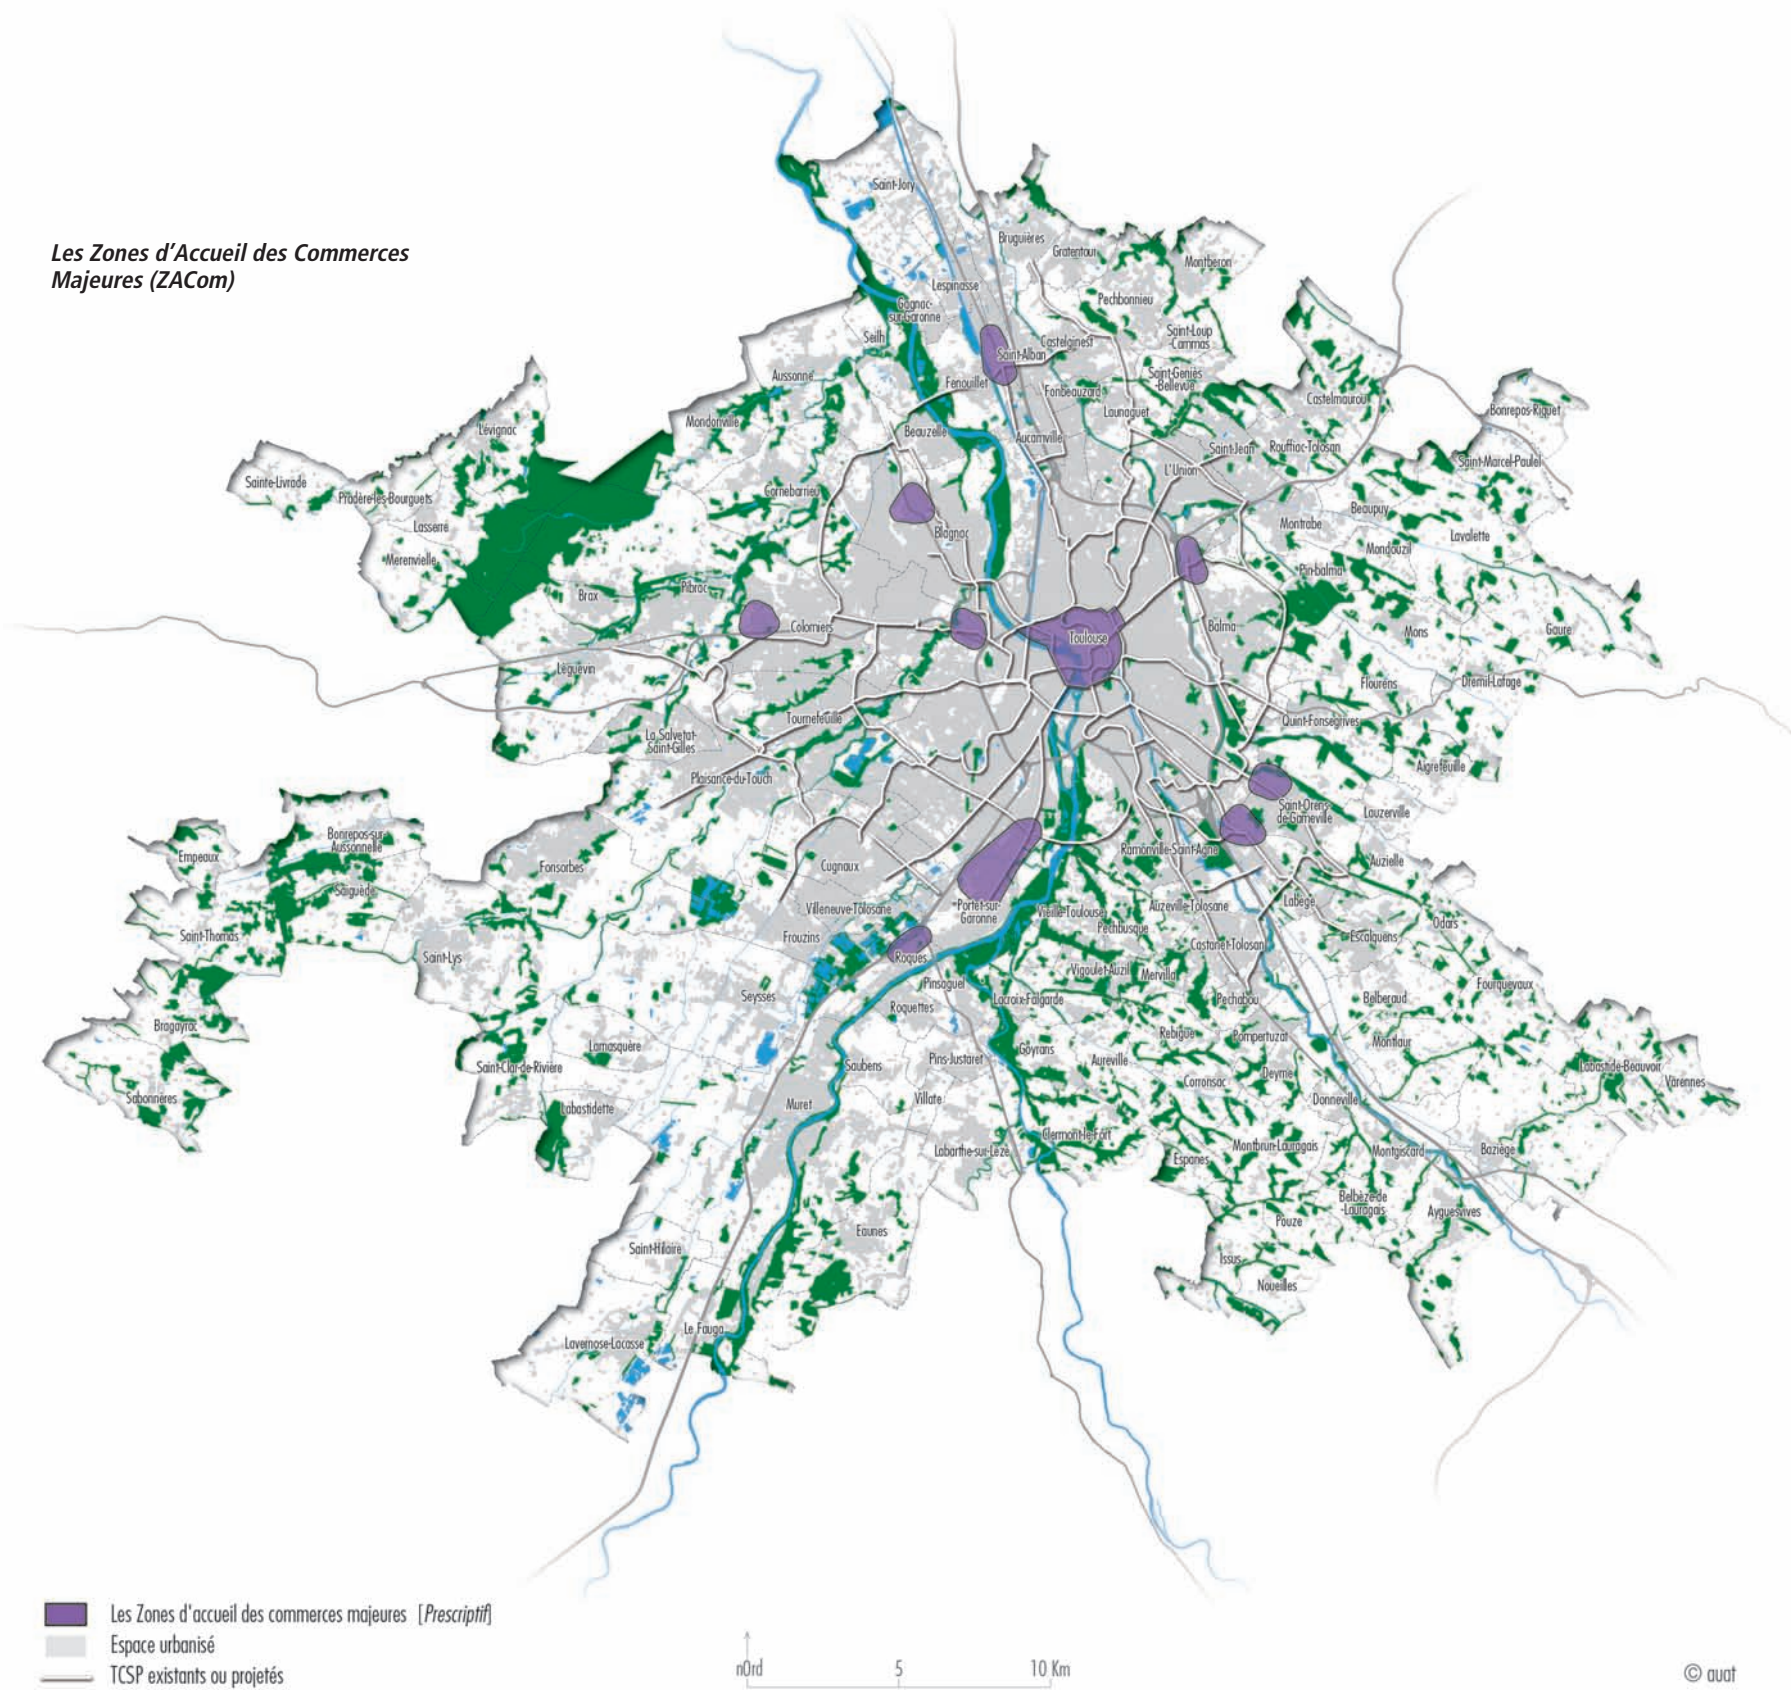 Les Zones d'Accueil des Commerces
Majeures (ZACom)
Saint-Jory
Bruguières
Gratentour
Montberon
Lespinasse
Pechbonnieu
Gagnac-
sur-Garonne
Seilh
Saint-Loup
-Cammas
Castelginest
Saint-Alban
Aussonne
Fenouillet
Fonbeauzard
Saint-Geniès
-Bellevue
Launaguet
Castelmaurou
Bonrepos-Riquet
Mondonville
Lévignac
Beauzelle
Aucamville
Saint-Jean
Rouffiac-Tolosan
L'Union
Saint-Marcel-Paulel
Sainte-Livrade
Pradère-les-Bourguets
Cornebarrieu
Lasserre
Beaupuy
Montrabe
Blagnac
Lavalette
Mondouzil
Merenvielle
Pin-balma
Pibrac
Brax
Colomiers
Balma
Toulouse
Mons
Gaure
Léguevin
Flourens
Drémil-Lafage
Tournefeuille
Quint-Fonsegrives
La Salvetat-
Saint-Gilles
Plaisance-du-Touch
Aigrefeuille
Saint-Orens-
de-Gameville
Lauzerville
Bonrepos-sur-
Aussonnelle
Empeaux
Ramonville-Saint-Agne
Fonsorbes
Cugnaux
Auzielle
Saiguède
Villeneuve-Tolosane
Portet-sur-
Garonne
Vieille-Toulouse
Auzeville-Tolosane
Labège
Odars
Saint-Thomas
Frouzins
Pechbusque
Escalquens
Castanet-Tolosan
Saint-Lys
Roques
Vigoulet-Auzil
Mervilla
Pinsaguel
Fourquevaux
Seysses
Lacroix-Falgarde
Pechabou
Belberaud
Roquettes
Bragayrac
Rebigue
Pompertuzat
Montlaur
Lamasquère
Goyrans
Saint-Clar-de-Rivière
Saubens
Pins-Justaret
Aureville
Labastide-Beauvoir
Varennes
Deyme
Corronsac
Sabonnères
Labastidette
Muret
Villate
Donneville
Clermont-le-Fort
Labarthe-sur-Lèze
Montbrun-Lauragais
Montgiscard
Baziège
Espanes
Belbèze-de
-Lauragais
Ayguesvives
Pouze
Eaunes
Saint-Hilaire
Issus
Noueilles
Le Fauga
Lavernose-Lacasse
Les Zones d'accueil des commerces majeures [Prescriptif]
Espace urbanisé
TCSP existants ou projetés
n0rd 5 10 Km
© auat